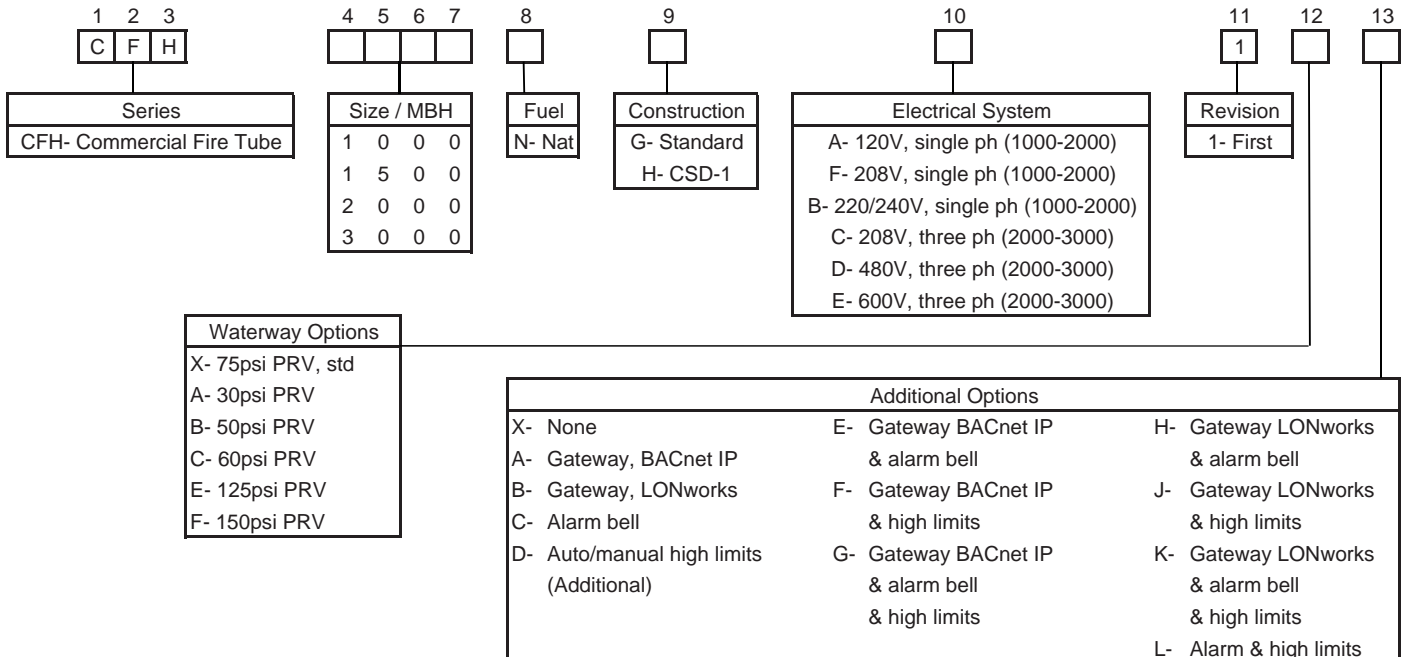 1 2 3 4 5 6 7 8 9 10 11 12 13
C F H 1
Series
CFH- Commercial Fire Tube
Size / MBH
1 0 0 0
1 5 0 0
2 0 0 0
3 0 0 0
Fuel
N- Nat
Construction
G- Standard
H- CSD-1
Electrical System
A- 120V, single ph (1000-2000)
F- 208V, single ph (1000-2000)
B- 220/240V, single ph (1000-2000)
C- 208V, three ph (2000-3000)
D- 480V, three ph (2000-3000)
E- 600V, three ph (2000-3000)
Revision
1- First
Waterway Options
X- 75psi PRV, std
A- 30psi PRV
B- 50psi PRV
C- 60psi PRV
E- 125psi PRV
F- 150psi PRV
Additional Options
X- None
A- Gateway, BACnet IP
B- Gateway, LONworks
C- Alarm bell
D- Auto/manual high limits
(Additional)
E- Gateway BACnet IP
& alarm bell
F- Gateway BACnet IP
& high limits
G- Gateway BACnet IP
& alarm bell
& high limits
H- Gateway LONworks
& alarm bell
J- Gateway LONworks
& high limits
K- Gateway LONworks
& alarm bell
& high limits
L- Alarm & high limits